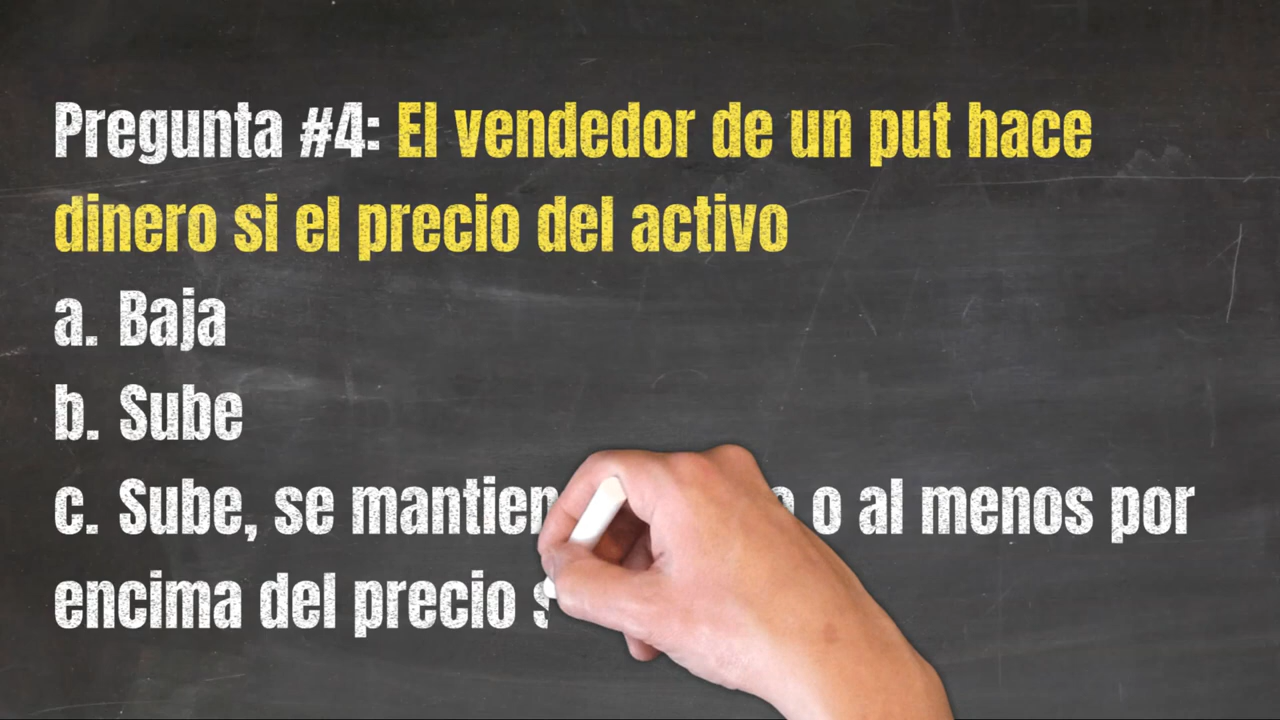 Pregunta #4: El vendedor de un put hace
dinero si el precio del activo
a. Baja
b. Sube
c. Sube, se o al menos por
encima del precio